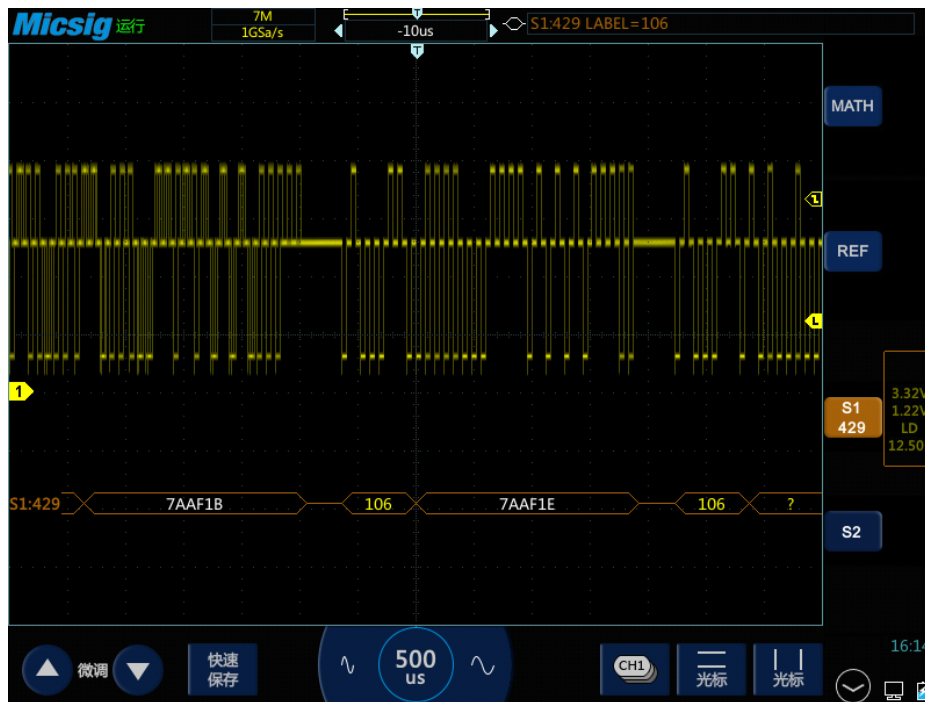 Micsig 运行
7M
1GSa/s
T
-10us
S1:429 LABEL=106
T
MATH
1
REF
L
1
S1
429
3.32V
1.22V
LD
12.50
S1:429
7AAF1B
106
7AAF1E
106
?
S2
微调
快速
保存
500
us
CH1
光标
光标
16:14